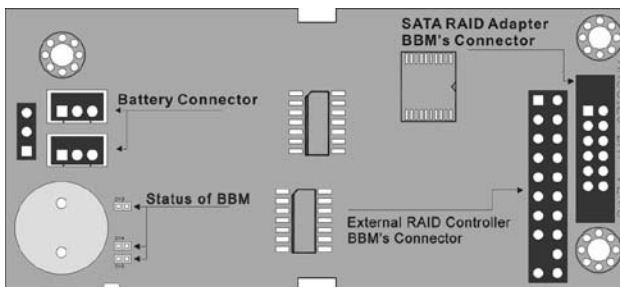 SATA RAID Adapter
BBM's Connector
Battery Connector
Status of BBM
External RAID Controller
BBM's Connector